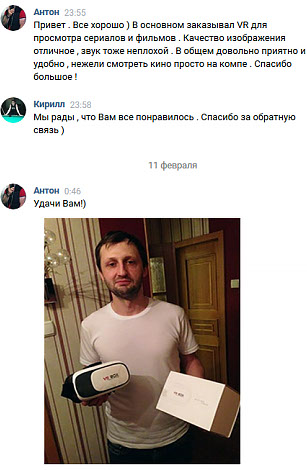 Антон 23:55
Привет . Все хорошо ) В основном заказывал VR для
просмотра сериалов и фильмов . Качество изображения
отличное , звук тоже неплохой . В общем довольно приятно и
удобно , нежели смотреть кино просто на компе . Спасибо
большое !
Кирилл 23:58
Мы рады , что Вам все понравилось . Спасибо за обратную
связь )
11 февраля
Антон 0:46
Удачи Вам!)
VR BOX
VR BOX